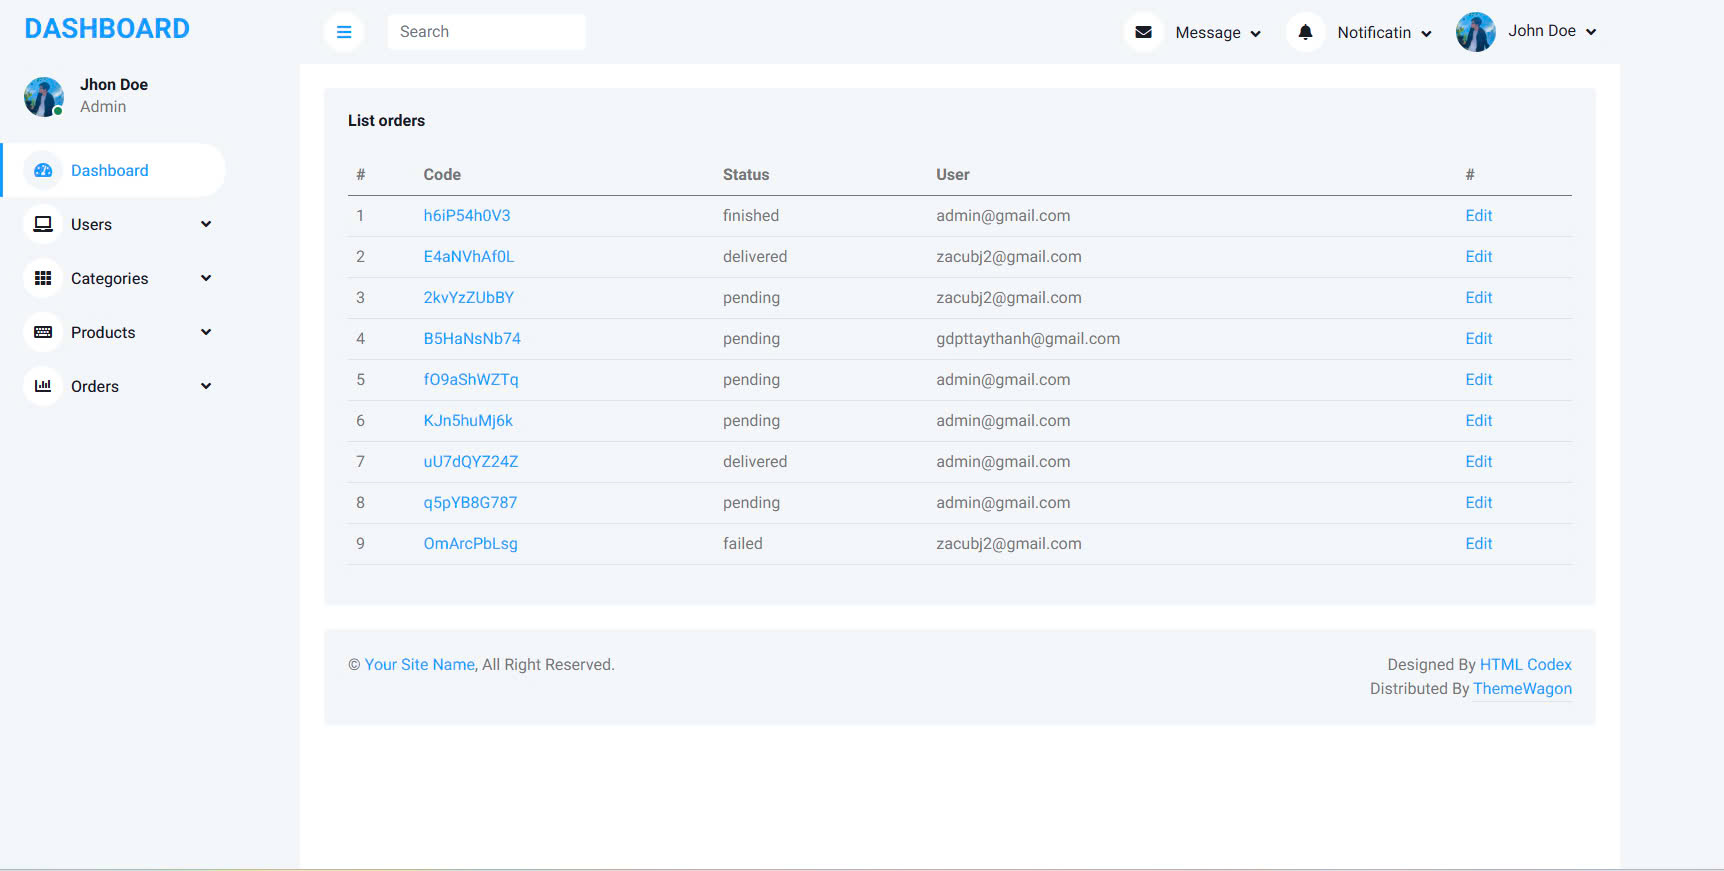 DASHBOARD
Search
Message
Notificatin
John Doe
Jhon Doe
Admin
Dashboard
Users
Categories
Products
Orders
List orders
# Code Status User #
1 h6iP54h0V3 finished admin@gmail.com Edit
2 E4aNVhAf0L delivered zacubj2@gmail.com Edit
3 2kvYzZUbBY pending zacubj2@gmail.com Edit
4 B5HaNsNb74 pending gdpttaythanh@gmail.com Edit
5 fO9aShWZTq pending admin@gmail.com Edit
6 KJn5huMj6k pending admin@gmail.com Edit
7 uU7dQYZ24Z delivered admin@gmail.com Edit
8 q5pYB8G787 pending admin@gmail.com Edit
9 OmArcPbLsg failed zacubj2@gmail.com Edit
© Your Site Name, All Right Reserved.
Designed By HTML Codex
Distributed By ThemeWagon